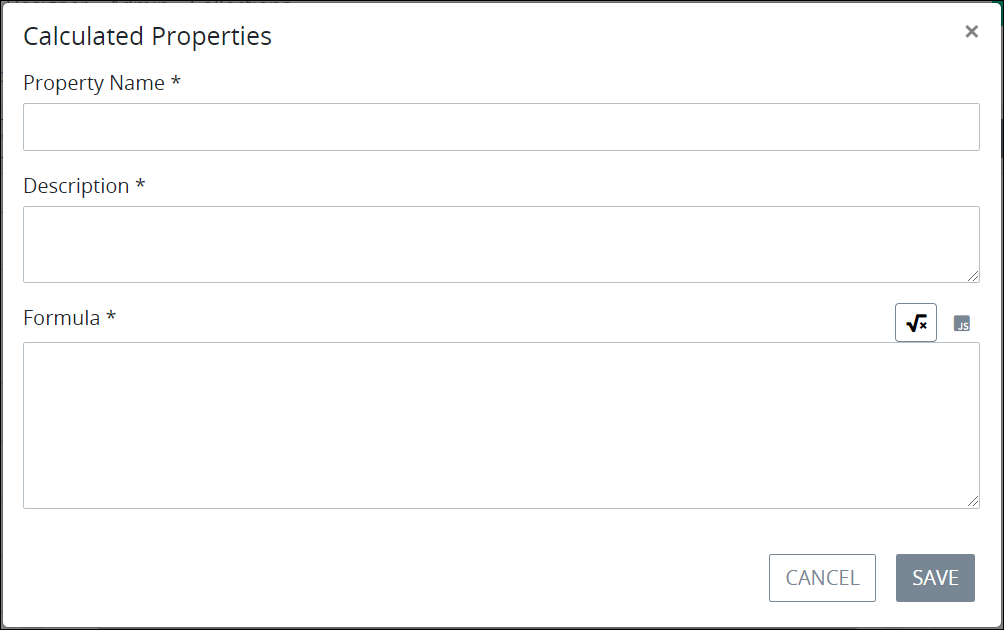 Calculated Properties
×
Property Name *
Description *
Formula *
√x
JS
CANCEL
SAVE